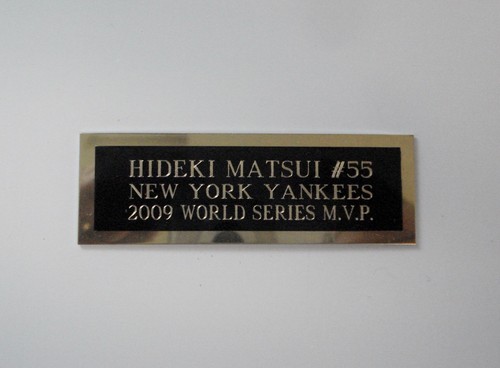 HIDEKI MATSUI #55
NEW YORK YANKEES
2009 WORLD SERIES M.V.P.